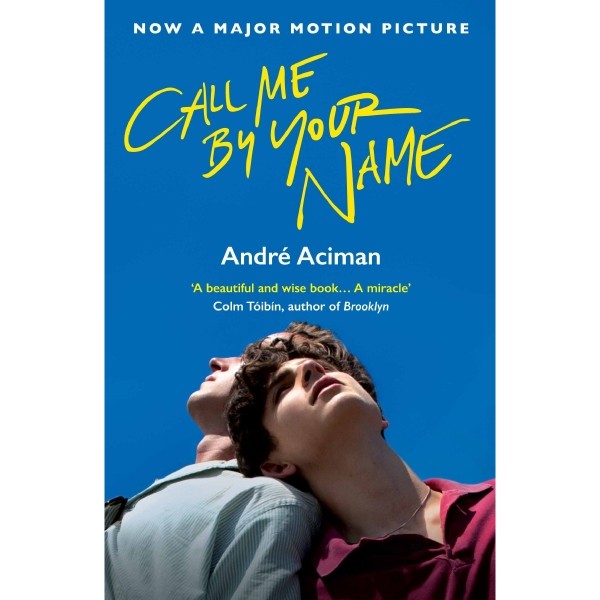 NOW A MAJOR MOTION PICTURE
CALL ME
BY YOUR
NAME
André Aciman
‘A beautiful and wise book… A miracle’
Colm Tóibín, author of Brooklyn